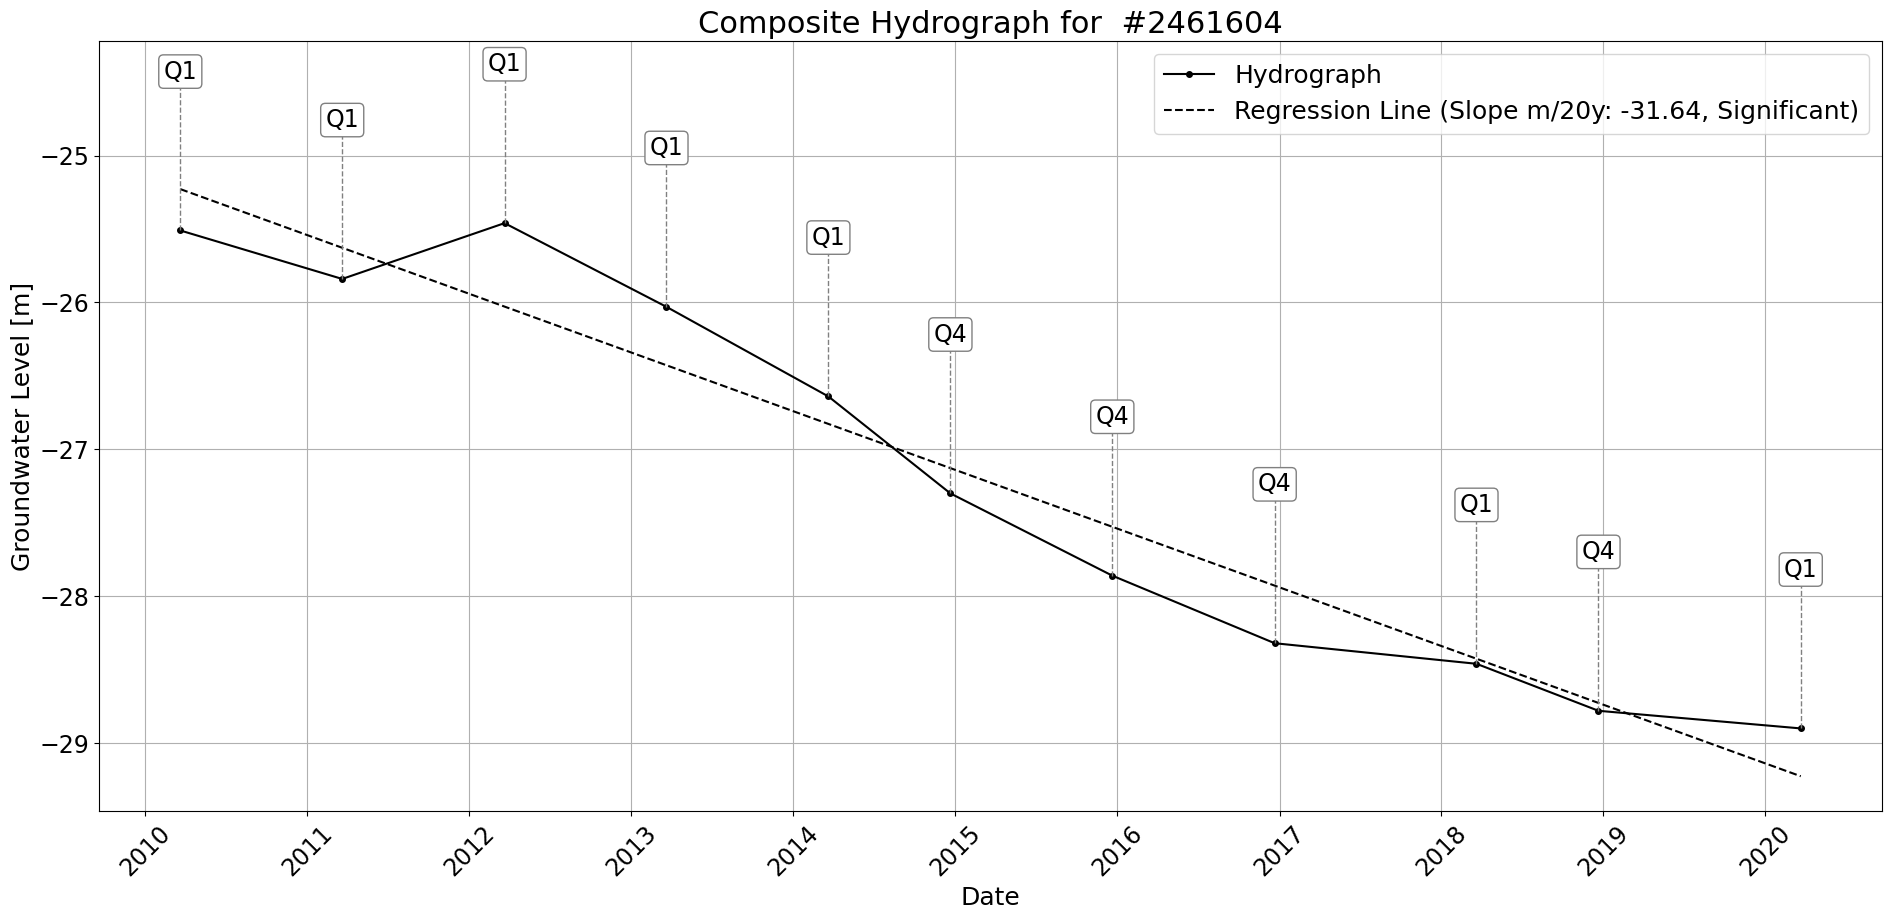 Composite Hydrograph for  #2461604
Hydrograph
Regression Line (Slope m/20y: -31.64, Significant)
Q1
Q1
Q1
Q1
Q1
Q4
Q4
Q4
Q1
Q4
Q1
Groundwater Level [m]
−25
−26
−27
−28
−29
2010
2011
2012
2013
2014
2015
2016
2017
2018
2019
2020
Date